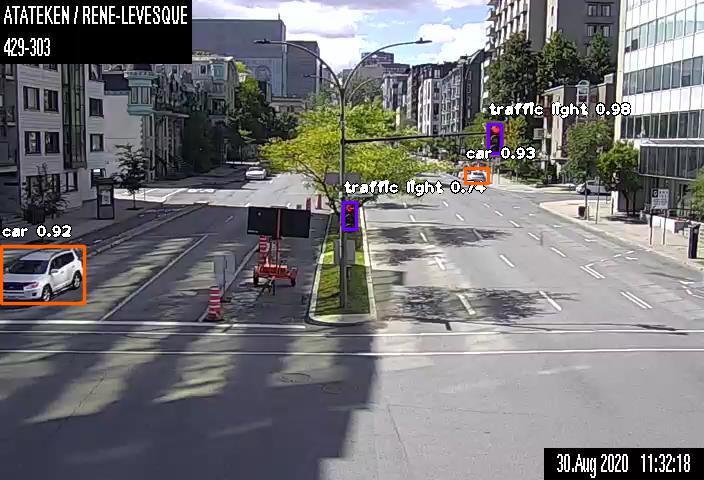 ATATEKEN / RENE-LEVESQUE
429-303
traffic light 0.98
car 0.93
traffic light 0.74
car 0.92
30.Aug 2020 11:32:18